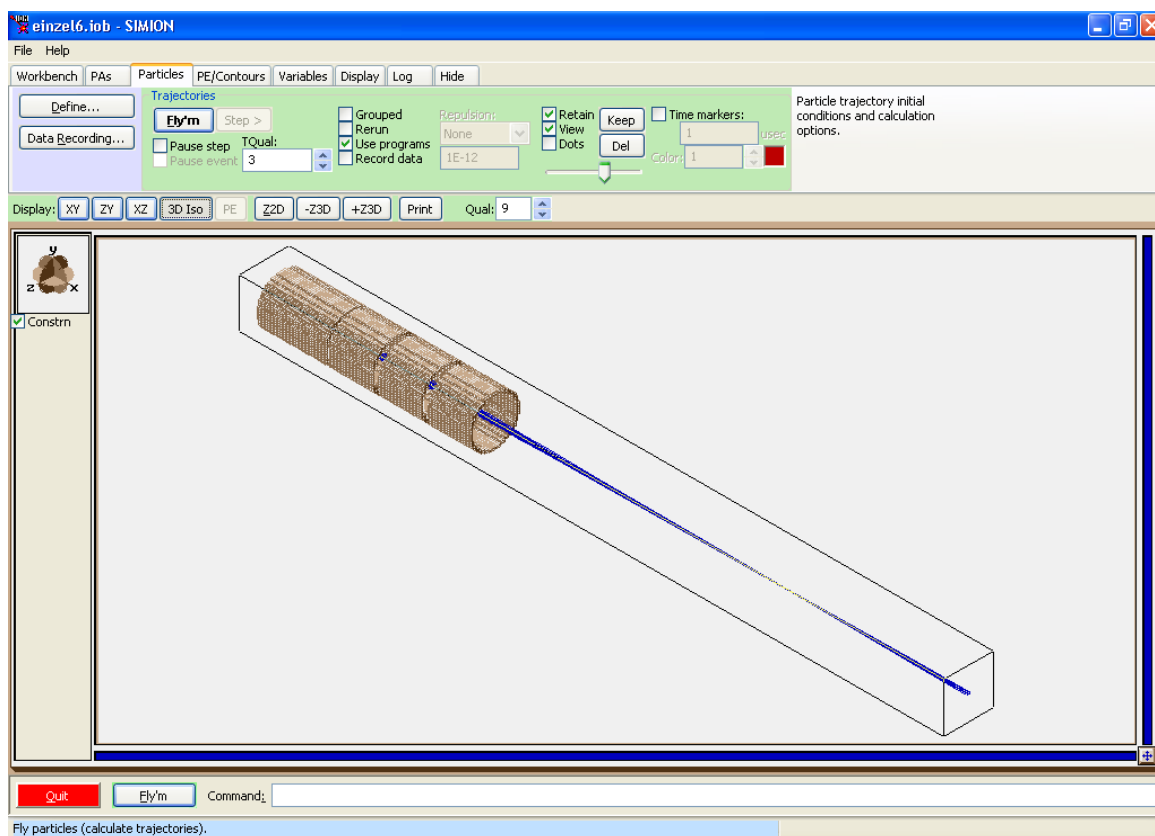 einzel6.iob - SIMION
File Help
Workbench PAs Particles PE/Contours Variables Display Log Hide
Define...
Data Recording...
Trajectories
Fly'm Step >
Pause step
Pause event
TQual:
3
Grouped
Rerun
Use programs
Record data
Repulsion:
None
1E-12
Retain
View
Dots
Keep
Del
Time markers:
1 usec
Color: 1
Particle trajectory initial
conditions and calculation
options.
Display: XY ZY XZ 3D Iso PE Z2D -Z3D +Z3D Print Qual: 9
y
z x
Constrn
Quit Fly'm Command:
Fly particles (calculate trajectories).